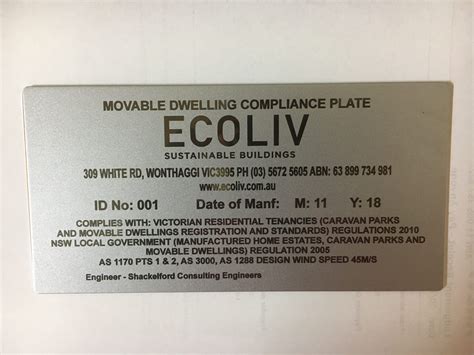 MOVABLE DWELLING COMPLIANCE PLATE
ECOLIV
SUSTAINABLE BUILDINGS
309 WHITE RD, WONTHAGGI VIC3995 PH (03) 5672 5605 ABN: 63 899 734 981
www.ecoliv.com.au
ID No: 001 Date of Manf: M: 11 Y: 18
COMPLIES WITH: VICTORIAN RESIDENTIAL TENANCIES (CARAVAN PARKS
AND MOVABLE DWELLINGS REGISTRATION AND STANDARDS) REGULATIONS 2010
NSW LOCAL GOVERNMENT (MANUFACTURED HOME ESTATES, CARAVAN PARKS AND
MOVABLE DWELLINGS) REGULATION 2005
AS 1170 PTS 1 & 2, AS 3000, AS 1288 DESIGN WIND SPEED 45M/S
Engineer - Shackelford Consulting Engineers